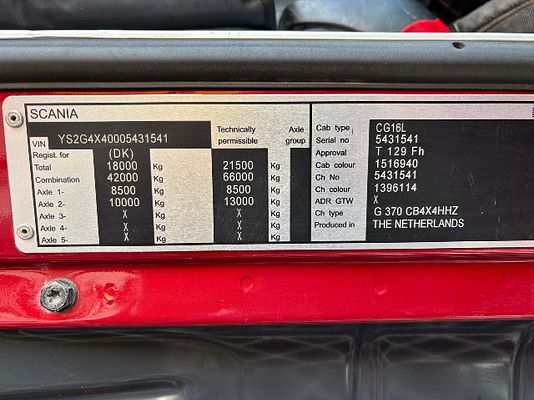 SCANIA
VIN YS2G4X40005431541 Technically permissible Axle group
Regist. for (DK)
Total 18000 Kg 21500 Kg
Combination 42000 Kg 66000 Kg
Axle 1- 8500 Kg 8500 Kg
Axle 2- 10000 Kg 13000 Kg
Axle 3- X Kg X Kg
Axle 4- X Kg X Kg
Axle 5- X Kg X Kg
Cab type CG16L
Serial no 5431541
Approval T 129 Fh
Cab colour 1516940
Ch No 5431541
Ch colour 1396114
ADR GTW X
Ch type G 370 CB4X4HHZ
Produced in THE NETHERLANDS